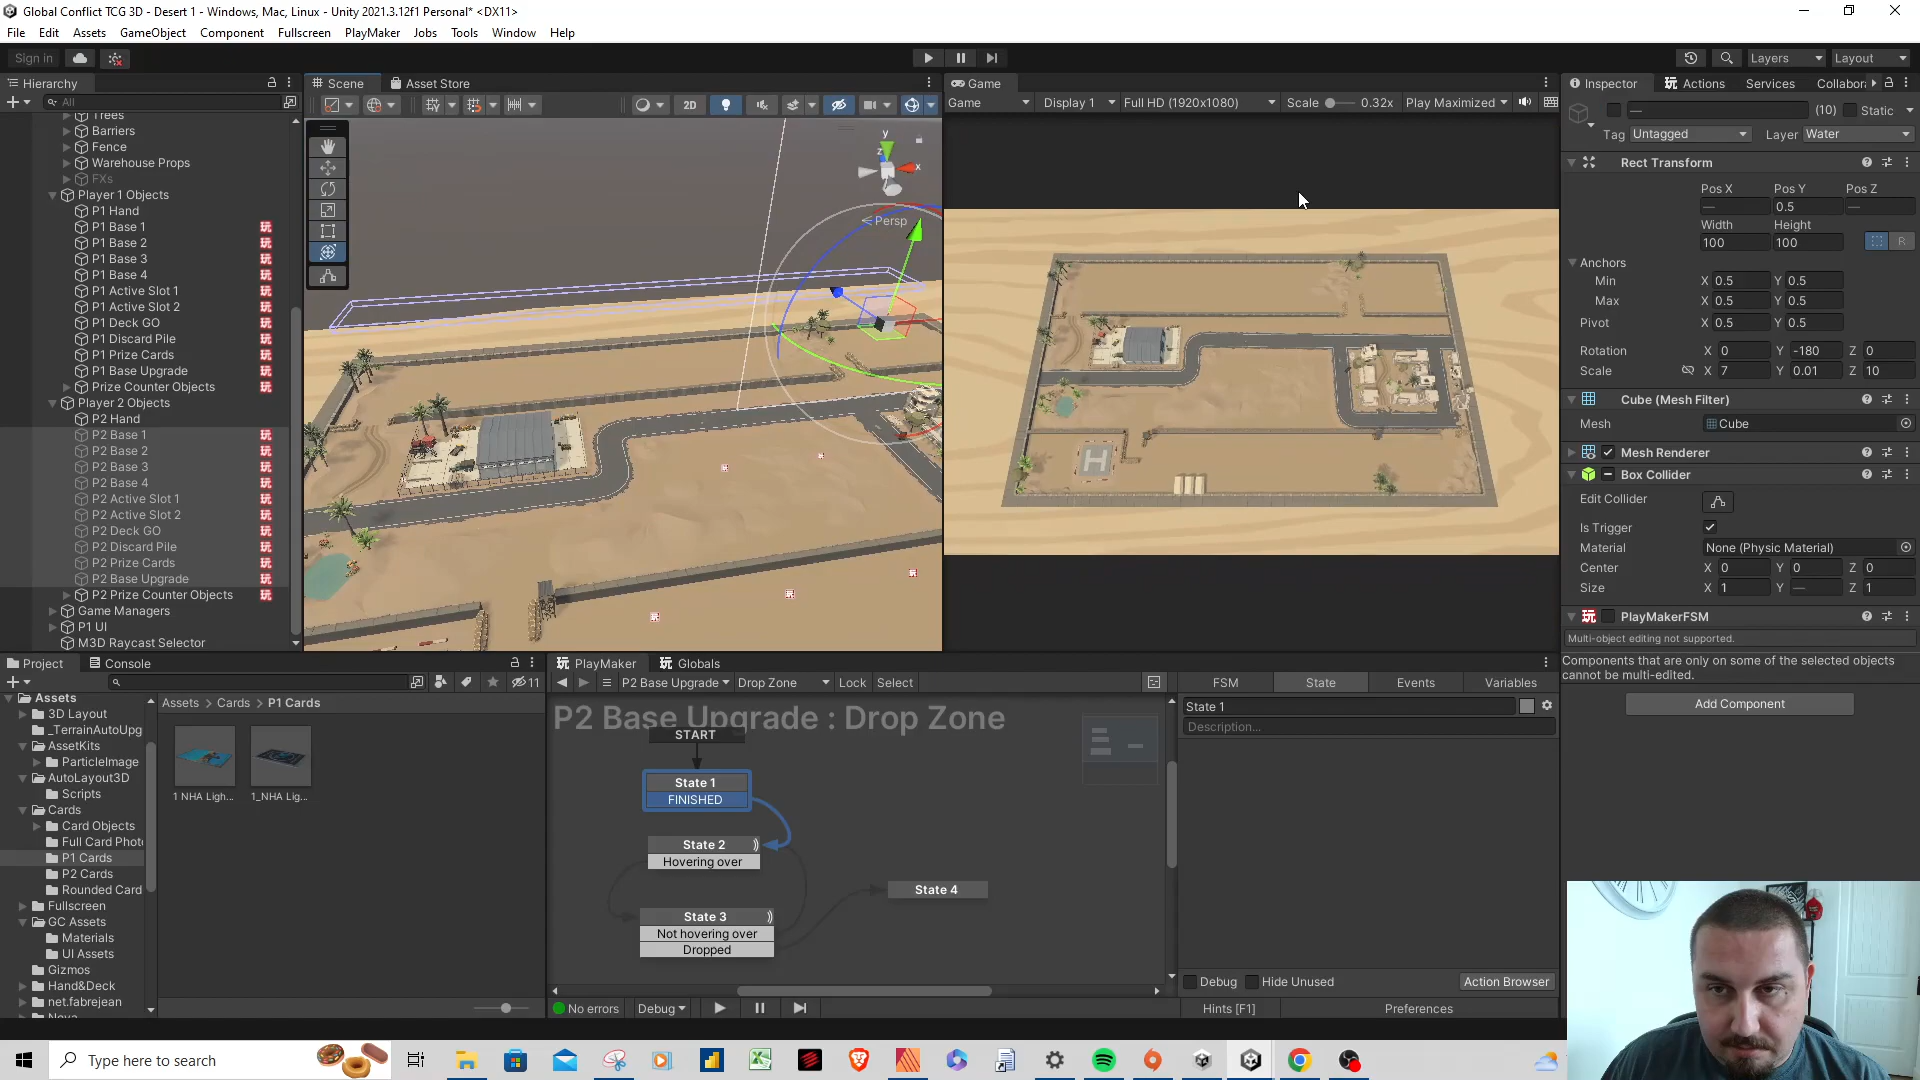 Global Conflict TCG 3D - Desert 1 - Windows, Mac, Linux - Unity 2021.3.12f1 Personal* <DX11>
File Edit Assets GameObject Component Fullscreen PlayMaker Jobs Tools Window Help
Sign in Layers Layout
Hierarchy Scene Asset Store Game Inspector Actions Services Collabor
All 2D Game Display 1 Full HD (1920x1080) Scale 0.32x Play Maximized
Trees
Barriers
Fence
Warehouse Props
FXs
Player 1 Objects
P1 Hand
P1 Base 1
P1 Base 2
P1 Base 3
P1 Base 4
P1 Active Slot 1
P1 Active Slot 2
P1 Deck GO
P1 Discard Pile
P1 Prize Cards
P1 Base Upgrade
Prize Counter Objects
Player 2 Objects
P2 Hand
P2 Base 1
P2 Base 2
P2 Base 3
P2 Base 4
P2 Active Slot 1
P2 Active Slot 2
P2 Deck GO
P2 Discard Pile
P2 Prize Cards
P2 Base Upgrade
P2 Prize Counter Objects
Game Managers
P1 UI
M3D Raycast Selector
y
z
x
Persp
H
— (10) Static
Tag Untagged Layer Water
Rect Transform
Pos X Pos Y Pos Z
— 0.5 —
Width Height
100 100 R
Anchors
Min X 0.5 Y 0.5
Max X 0.5 Y 0.5
Pivot X 0.5 Y 0.5
Rotation X 0 Y -180 Z 0
Scale X 7 Y 0.01 Z 10
Cube (Mesh Filter)
Mesh Cube
Mesh Renderer
Box Collider
Edit Collider
Is Trigger
Material None (Physic Material)
Center X 0 Y 0 Z 0
Size X 1 Y — Z 1
PlayMakerFSM
Multi-object editing not supported.
Components that are only on some of the selected objects
cannot be multi-edited.
Add Component
Project Console
11
Assets
3D Layout
_TerrainAutoUpg
AssetKits
ParticleImage
AutoLayout3D
Scripts
Cards
Card Objects
Full Card Phot
P1 Cards
P2 Cards
Rounded Card
Fullscreen
GC Assets
Materials
UI Assets
Gizmos
Hand&Deck
net.fabrejean
Nova
Assets > Cards > P1 Cards
1 NHA Ligh... 1_NHA Lig...
PlayMaker Globals
P2 Base Upgrade Drop Zone Lock Select
P2 Base Upgrade : Drop Zone
START
State 1
FINISHED
State 2
Hovering over
State 3
Not hovering over
Dropped
State 4
No errors Debug
FSM State Events Variables
State 1
Description...
Debug Hide Unused Action Browser
Hints [F1] Preferences
Type here to search